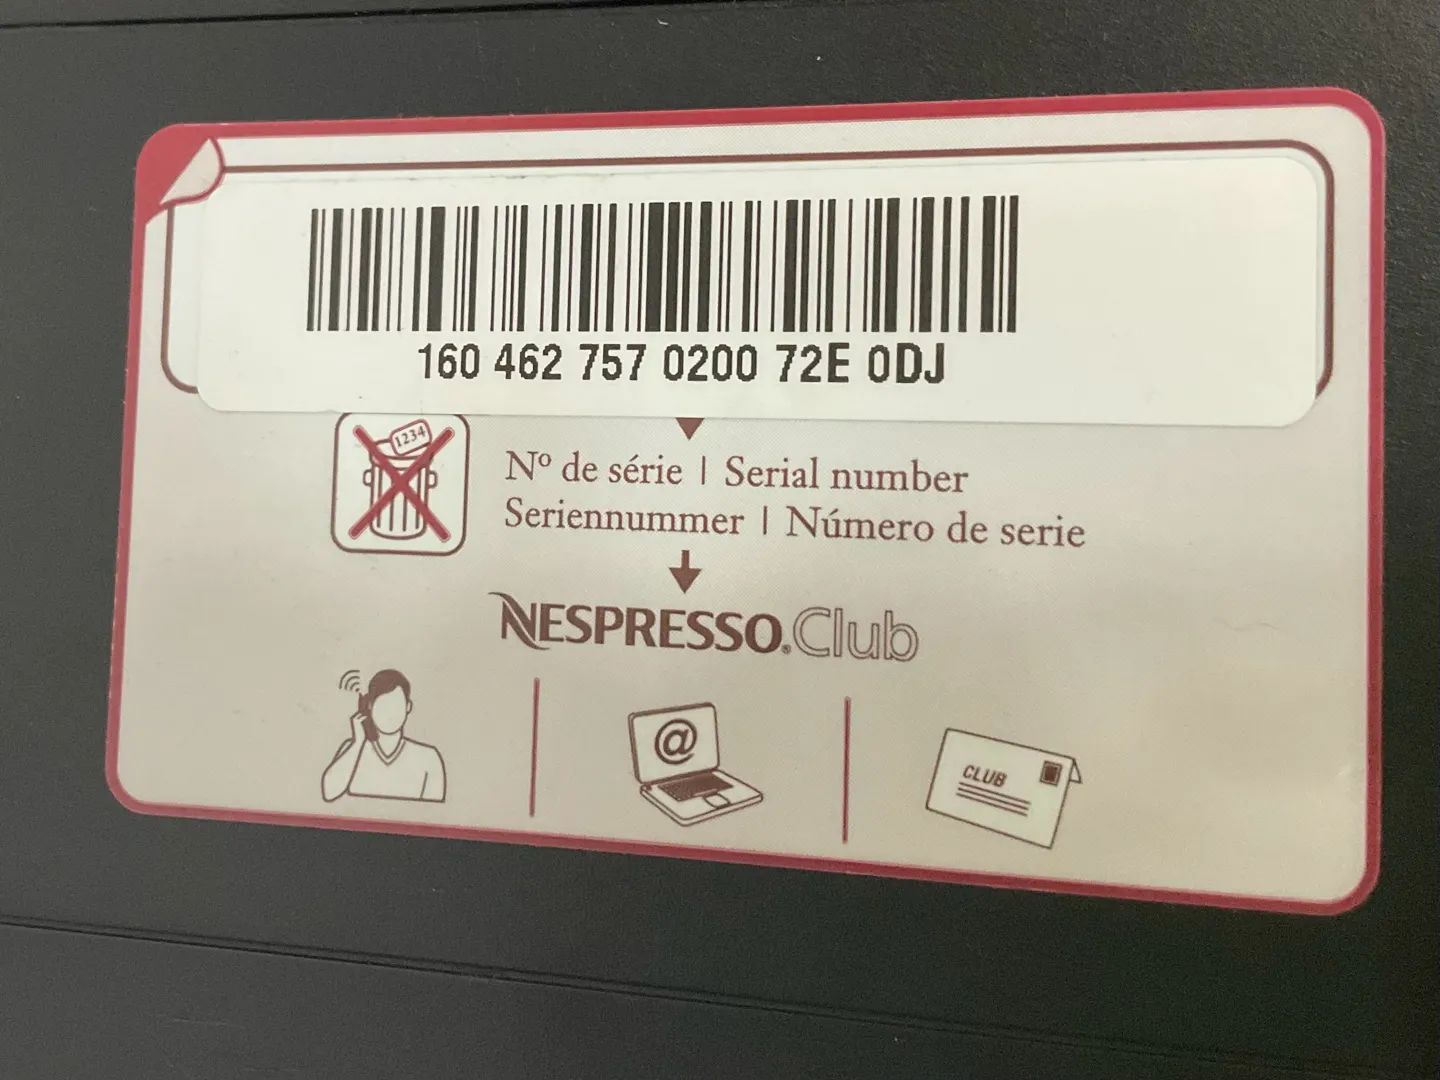 160 462 757 0200 72E 0DJ
1234
Nº de série | Serial number
Seriennummer | Número de serie
NESPRESSO. Club
@
CLUB